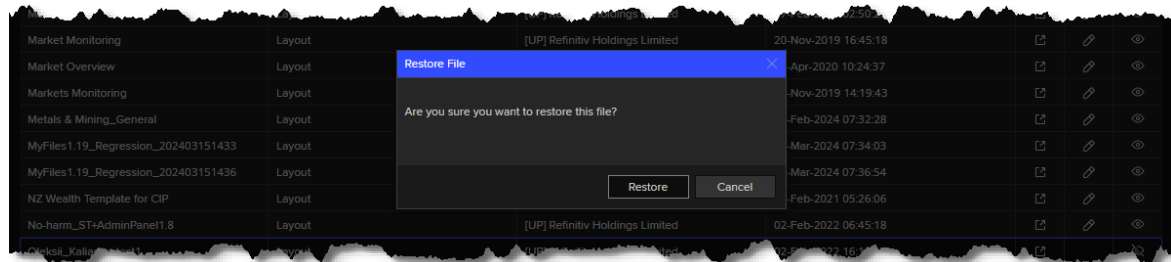 Market Monitoring Layout [UP] Refinitiv Holdings Limited 20-Nov-2019 16:45:18
Restore File
Market Overview Layout -Apr-2020 10:24:37
Markets Monitoring Layout -Nov-2019 14:19:43
Are you sure you want to restore this file?
Metals & Mining_General Layout -Feb-2024 07:32:28
MyFiles1.19_Regression_202403151433 Layout -Mar-2024 07:34:03
MyFiles1.19_Regression_202403151436 Layout -Mar-2024 07:36:54
Restore Cancel
NZ Wealth Template for CIP Layout -Feb-2021 05:26:06
No-harm_ST+AdminPanel1.8 Layout [UP] Refinitiv Holdings Limited 02-Feb-2022 06:45:18